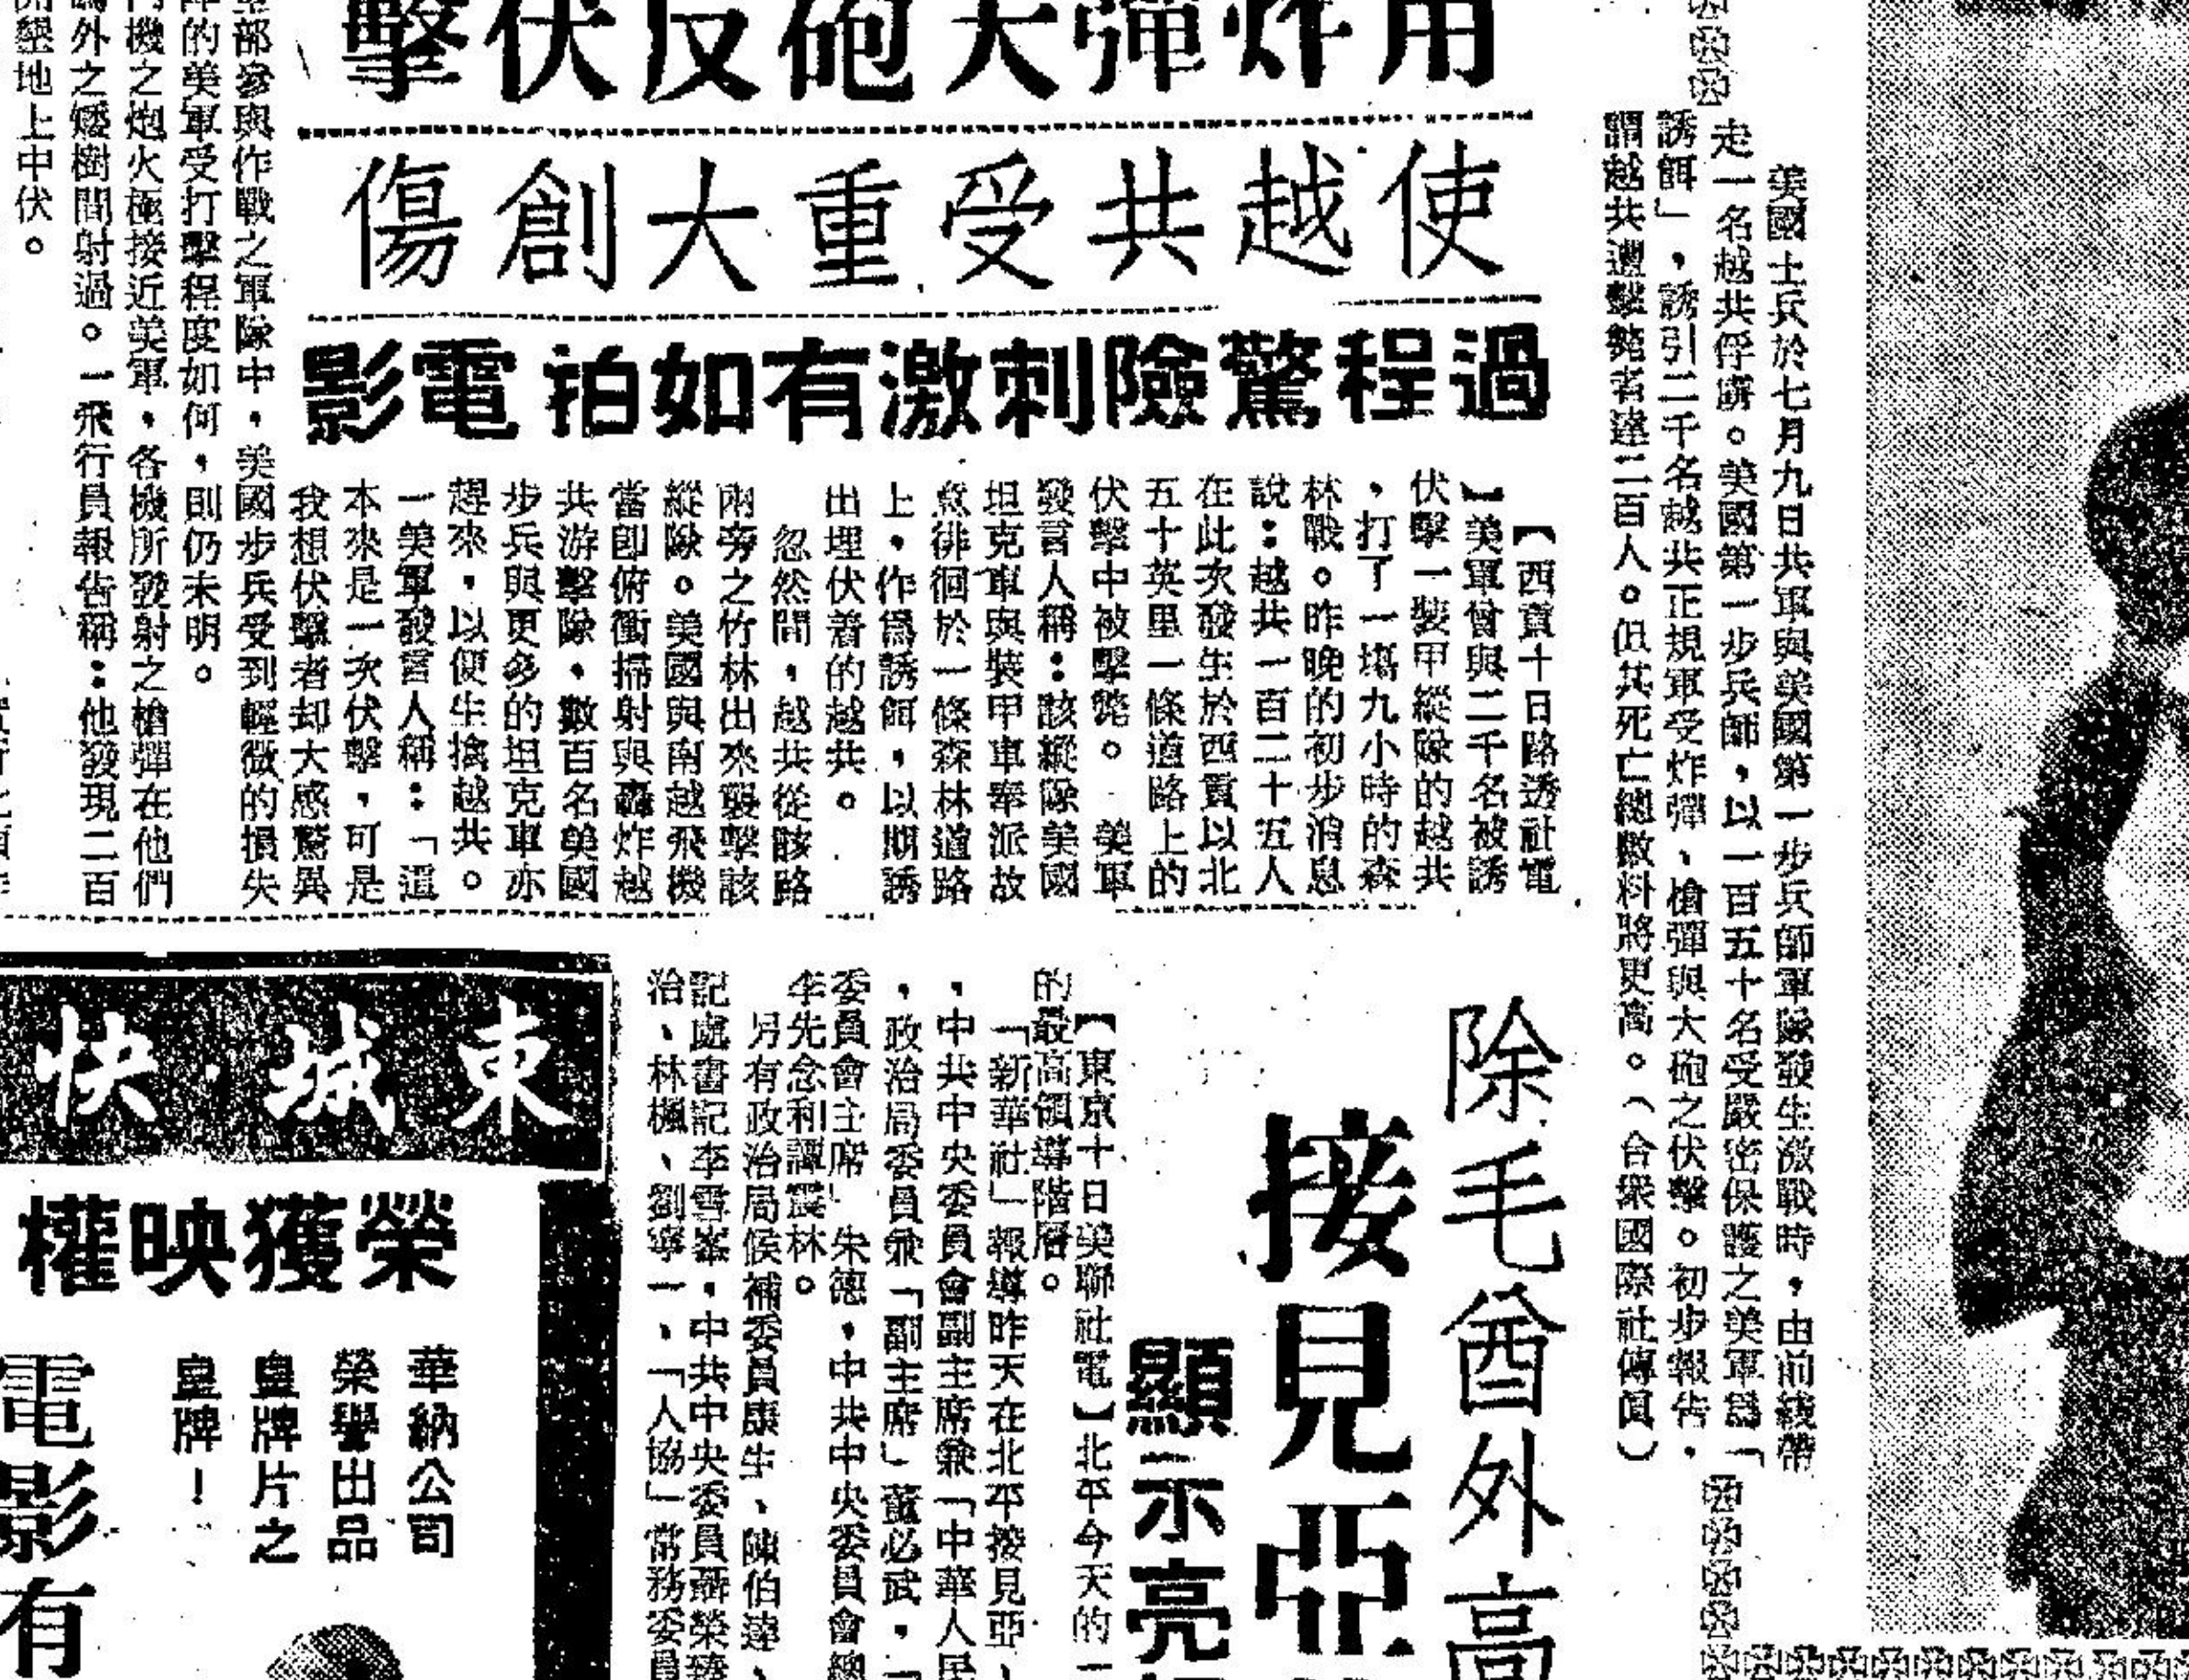 用炸彈大砲反伏擊
使越共受重大創傷
過程驚險刺激有如拍電影
美國士兵於七月九日共軍與美國第一步兵師軍隊發生激戰時，由前綫帶
走一名越共俘虜。美國第一步兵師，以一百五十名受嚴密保護之美軍爲「
誘餌」，誘引二千名越共正規軍受炸彈、槍彈與大砲之伏擊。初步報告，
謂越共遭擊斃者達二百人。但其死亡總數料將更高。（合衆國際社傳眞）
【西貢十日路透社電
】美軍曾與二千名被誘
伏擊一裝甲縱隊的越共
，打了一場九小時的森
林戰。昨晚的初步消息
說：越共一百二十五人
在此次發生於西貢以北
五十英里一條道路上的
伏擊中被擊斃。　美軍
發言人稱：該縱隊美國
坦克車與裝甲車奉派故
意徘徊於一條森林道路
上，作爲誘餌，以期誘
出埋伏着的越共。
忽然間，越共從該路
兩旁之竹林出來襲擊該
縱隊。美國與南越飛機
當即俯衝掃射與轟炸越
共游擊隊，數百名美國
步兵與更多的坦克車亦
趕來，以便生擒越共。
一美軍發言人稱：「這
本來是一次伏擊，可是
我想伏擊者却大感驚異
部參與作戰之軍隊中，美國步兵受到輕微的損失
的美軍受打擊程度如何，則仍未明。
機之炮火極接近美軍，各機所發射之槍彈在他們
外之矮樹間射過。一飛行員報告稱：他發現二百
墾地上中伏。
除毛酋外高
接見亞
顯示亮
【東京十日美聯社電】北平今天的一
的最高領導階層。
「新華社」報導昨天在北平接見亞、
，中共中央委員會副主席兼「中華人民
，政治局委員兼「副主席」董必武，「
委員會主席」朱德，中共中央委員會總
李先念和譚震林。
另有政治局候補委員康生、陳伯達、
記處書記李雪峯，中共中央委員聶榮臻
治、林楓、劉寧一，「人協」常務委員
東城·快
榮獲映權
華納公司
榮譽出品
皇牌片之
皇牌！
電影有